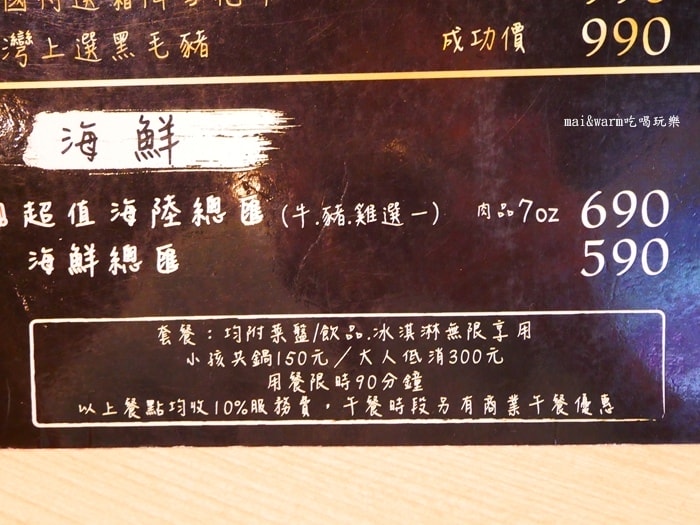 灣上選黑毛豬 成功價 990
mai&warm吃喝玩樂
海鮮
超值海陸總匯(牛.豬.雞選一) 肉品7oz 690
海鮮總匯 590
套餐：均附菜盤/飲品.冰淇淋無限享用
小孩共鍋150元／大人低消300元
用餐限時90分鐘
以上餐點均收10%服務費，午餐時段另有商業午餐優惠